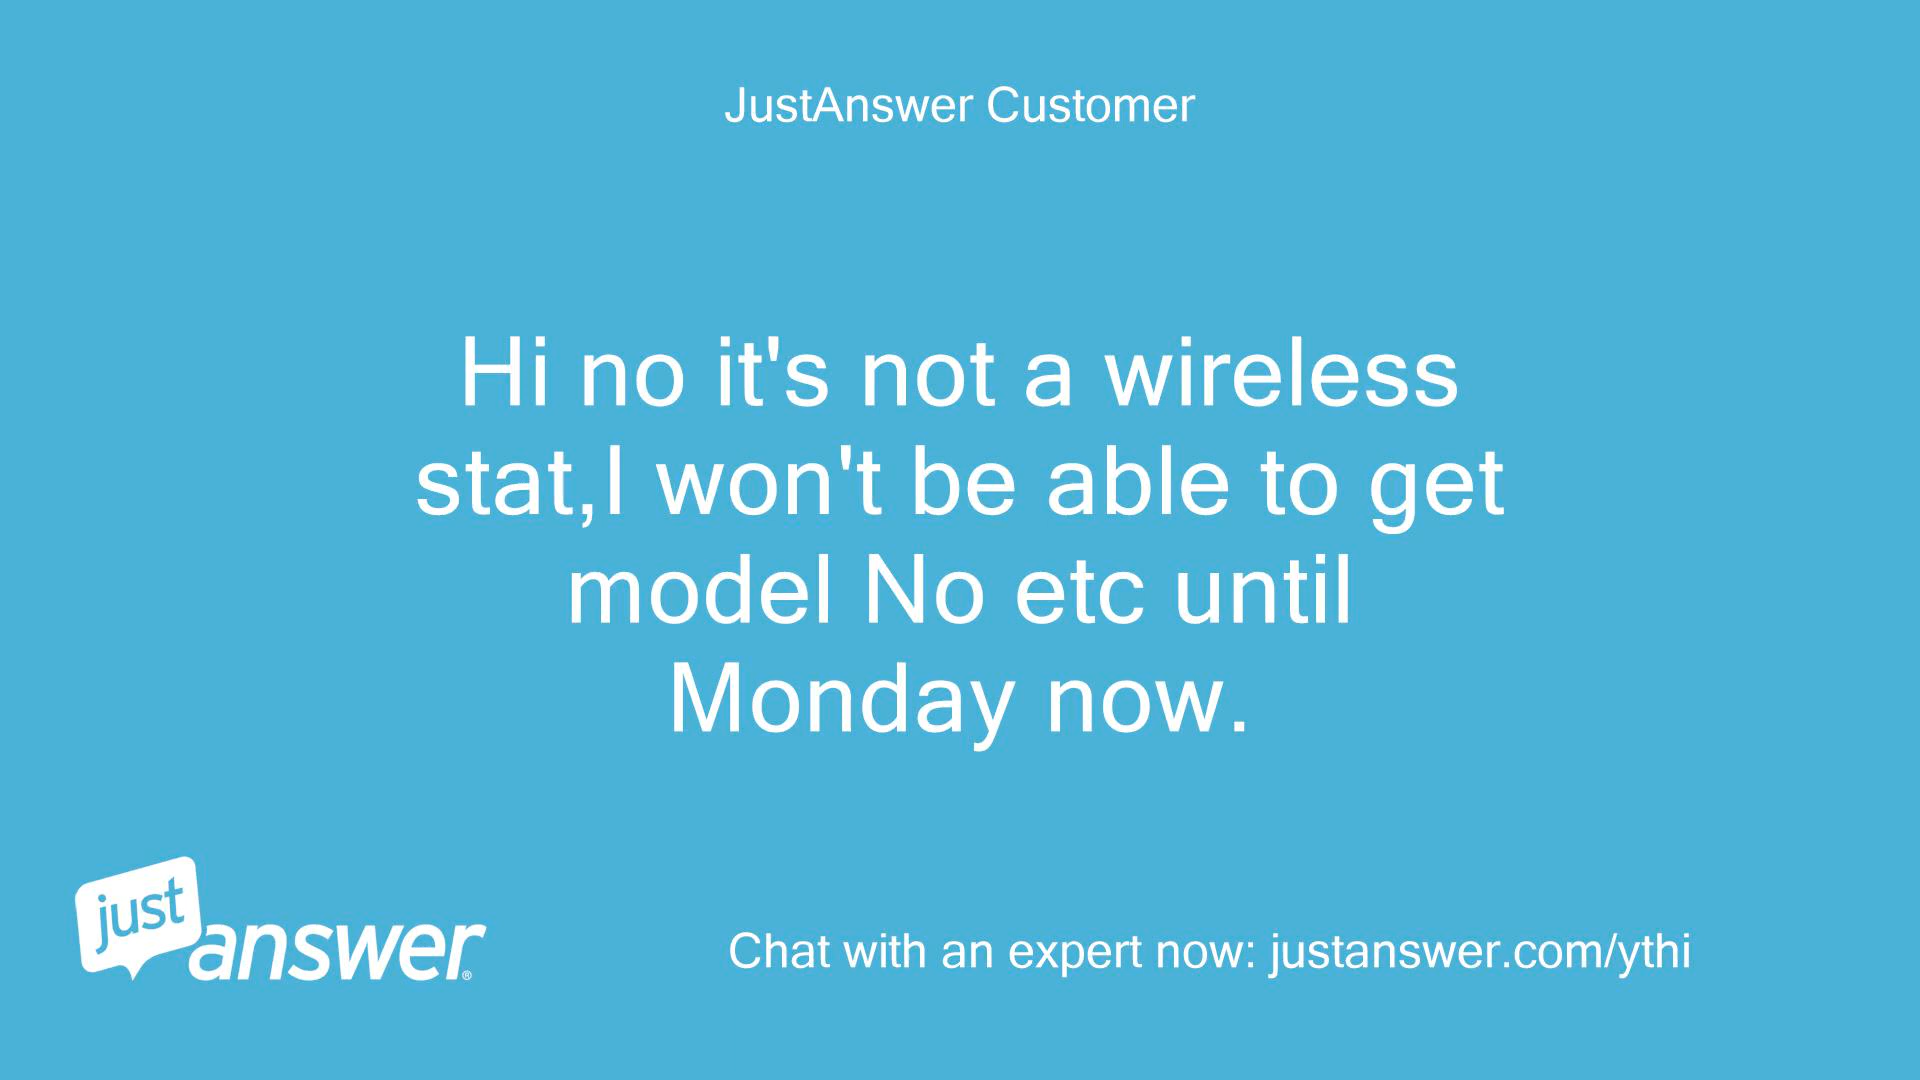 JustAnswer Customer
Hi no it's not a wireless
stat,I won't be able to get
model No etc until
Monday now.
just
answer®
Chat with an expert now: justanswer.com/ythi